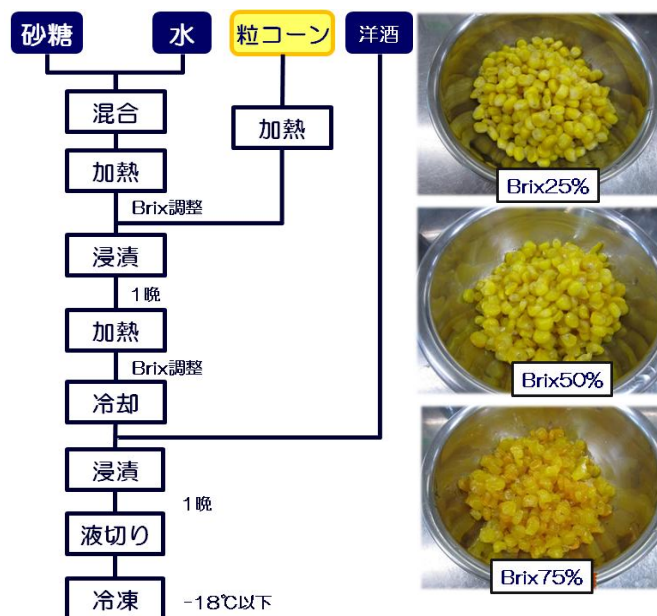 砂糖
水
粒コーン
洋酒
混合
加熱
加熱
Brix調整
浸漬
1晩
加熱
Brix調整
冷却
浸漬
1晩
液切り
冷凍
-18℃以下
Brix25%
Brix50%
Brix75%